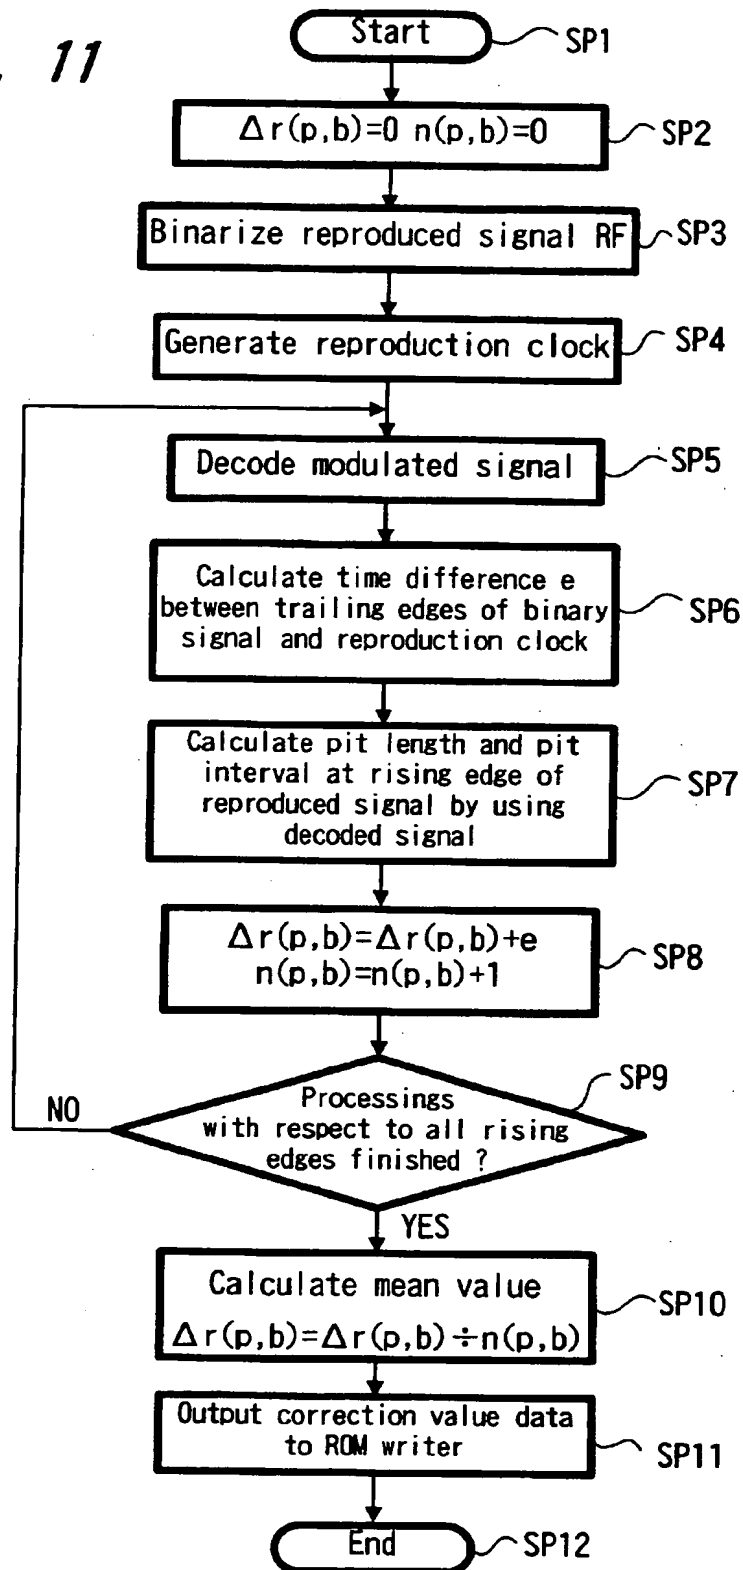 . 11
Start
SP1
Δr(p,b)=0 n(p,b)=0
SP2
Binarize reproduced signal RF
SP3
Generate reproduction clock
SP4
Decode modulated signal
SP5
Calculate time difference e
between trailing edges of binary
signal and reproduction clock
SP6
Calculate pit length and pit
interval at rising edge of
reproduced signal by using
decoded signal
SP7
Δr(p,b)=Δr(p,b)+e
n(p,b)=n(p,b)+1
SP8
SP9
Processings
with respect to all rising
edges finished ?
NO
YES
Calculate mean value
Δr(p,b)=Δr(p,b)÷n(p,b)
SP10
Output correction value data
to ROM writer
SP11
End
SP12